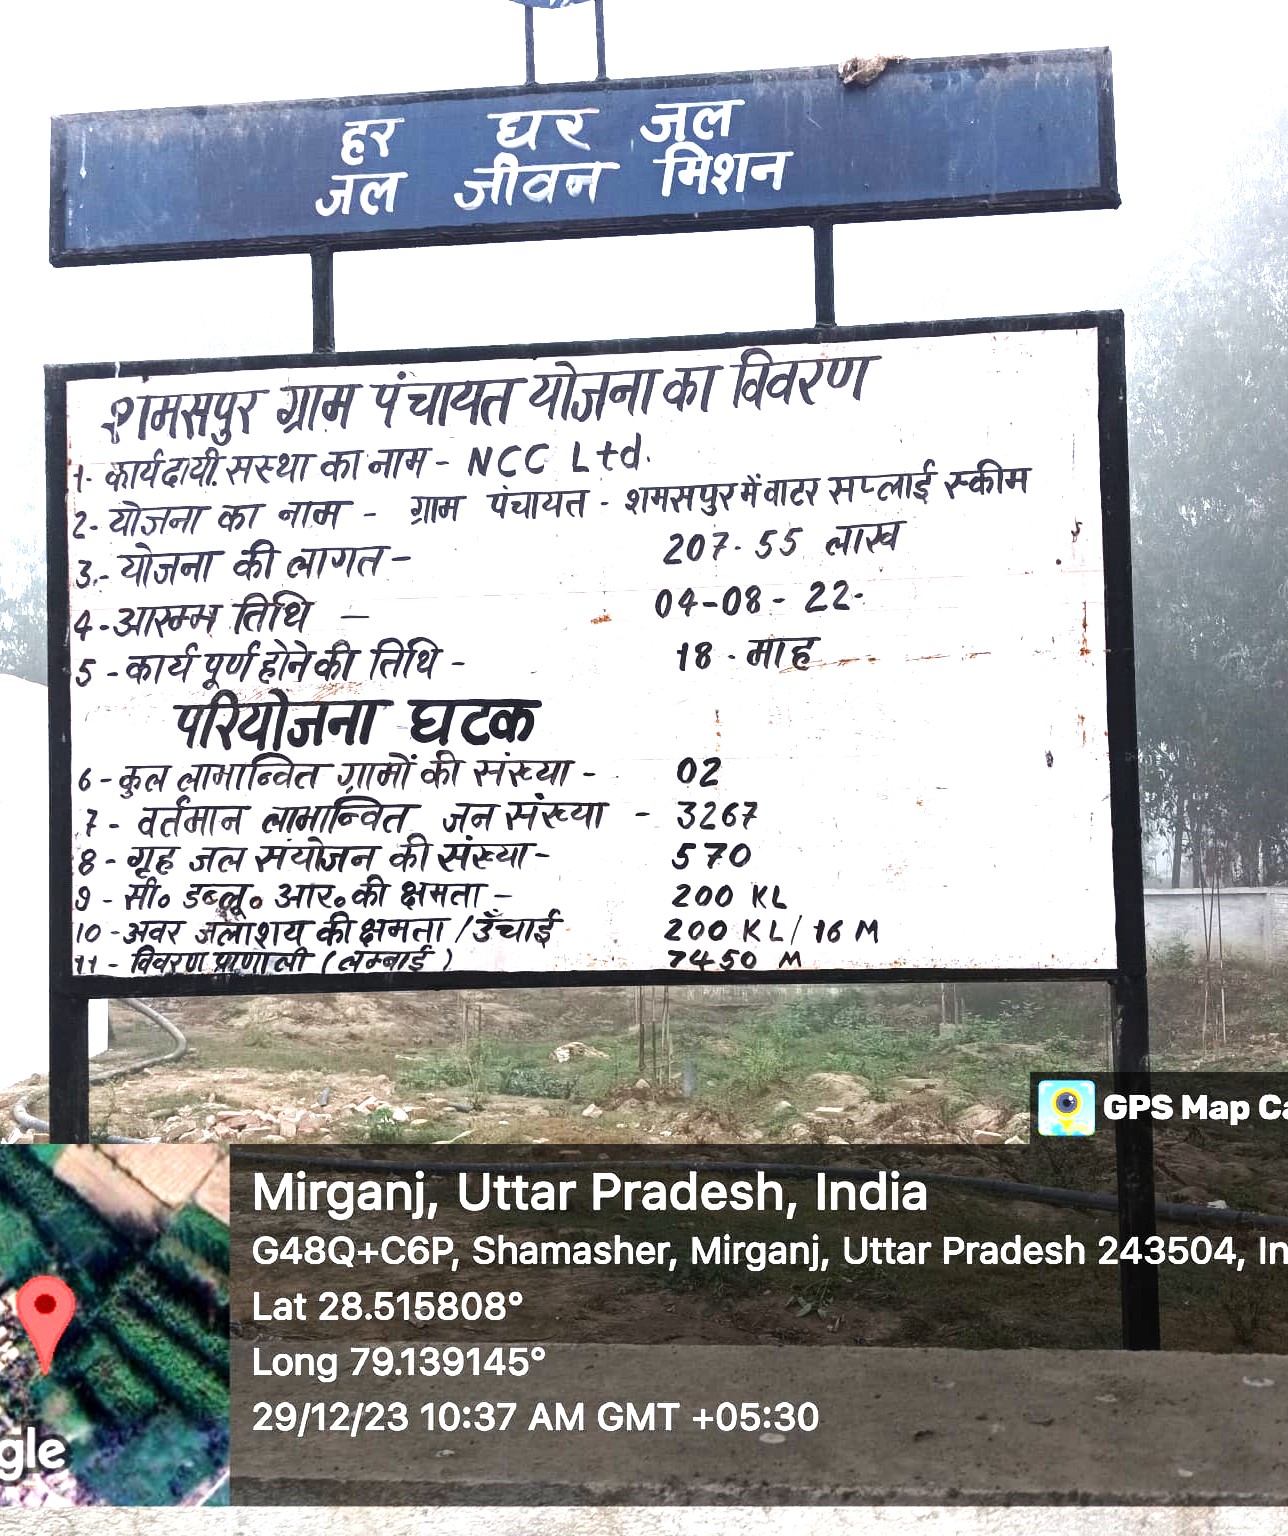 हर घर जल
जल जीवन मिशन
शमसपुर ग्राम पंचायत योजना का विवरण
1- कार्यदायी. सस्था का नाम - NCC Ltd.
2- योजना का नाम - ग्राम पंचायत - शमसपुर में वाटर सप्लाई स्कीम
3.- योजना की लागत - 207.55 लाख
4-आरम्भ तिथि - 04-08-22-
5 - कार्य पूर्ण होने की तिथि - 18 - माह
परियोजना घटक
6 - कुल लाभान्वित ग्रामों की संख्या - 02
7 - वर्तमान लाभान्वित जन संख्या - 3267
8 - गृह जल संयोजन की संख्या - 570
9 - सी० डब्लू० आर० की क्षमता - 200 KL
10 - अवर जलाशय की क्षमता / उँचाई 200 KL/ 16 M
11 - विवरण प्रणाली (लम्बाई) 7450 M
GPS Map Ca
Mirganj, Uttar Pradesh, India
G48Q+C6P, Shamasher, Mirganj, Uttar Pradesh 243504, In
Lat 28.515808°
Long 79.139145°
29/12/23 10:37 AM GMT +05:30
gle